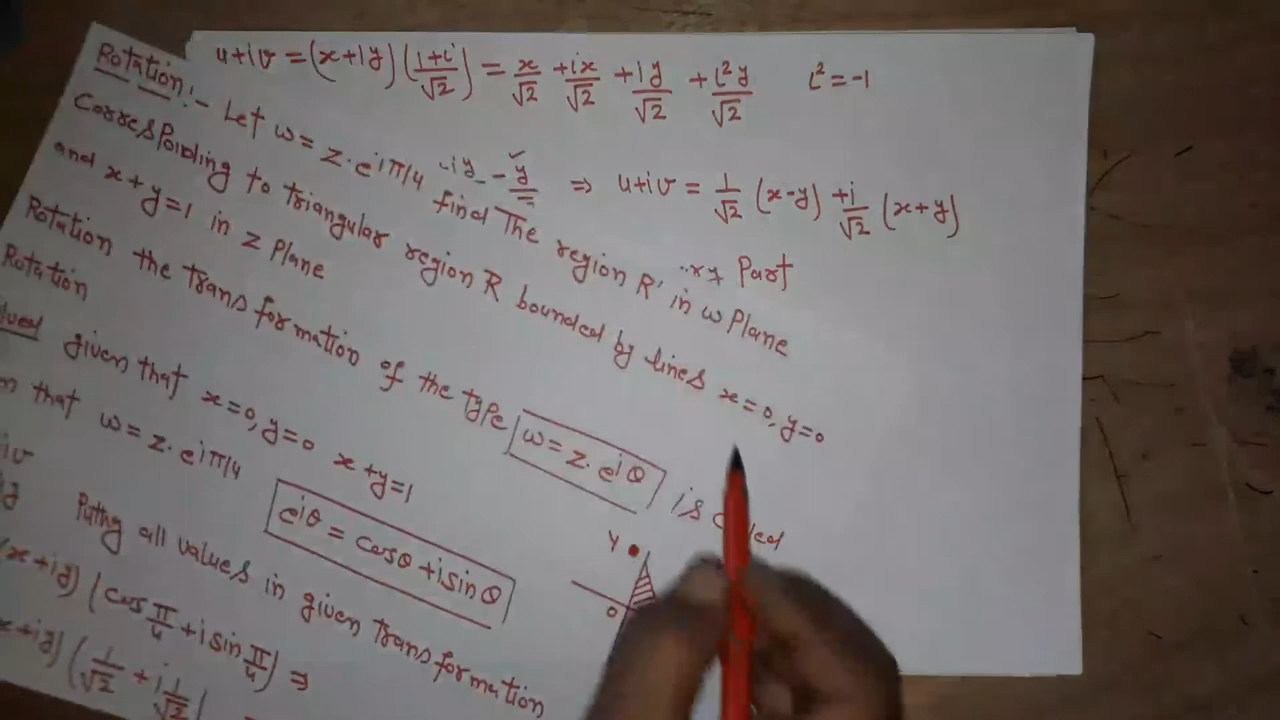 u+iv = (x+iy) (1+i/√2) = x/√2 + ix/√2 + iy/√2 + i²y/√2 i² = -1
iy - y/ ⇒ u+iv = 1/√2 (x-y) + i/√2 (x+y)
Part
Rotation:- Let w = z.e^iπ/4 find The region R' in w Plane
Corresponding to triangular region R bounded by lines x=0, y=0
and x+y=1 in z Plane
Rotation the transformation of the type w = z.e^iθ is called
Rotation
given that x=0, y=0 x+y=1
that w = z.e^iπ/4 e^iθ = cosθ + i sinθ
iv
Putting all values in given transformation
(x+iy) (cos π/4 + i sin π/4) ⇒
x+iy) (1/√2 + i 1/√2)
Y
O